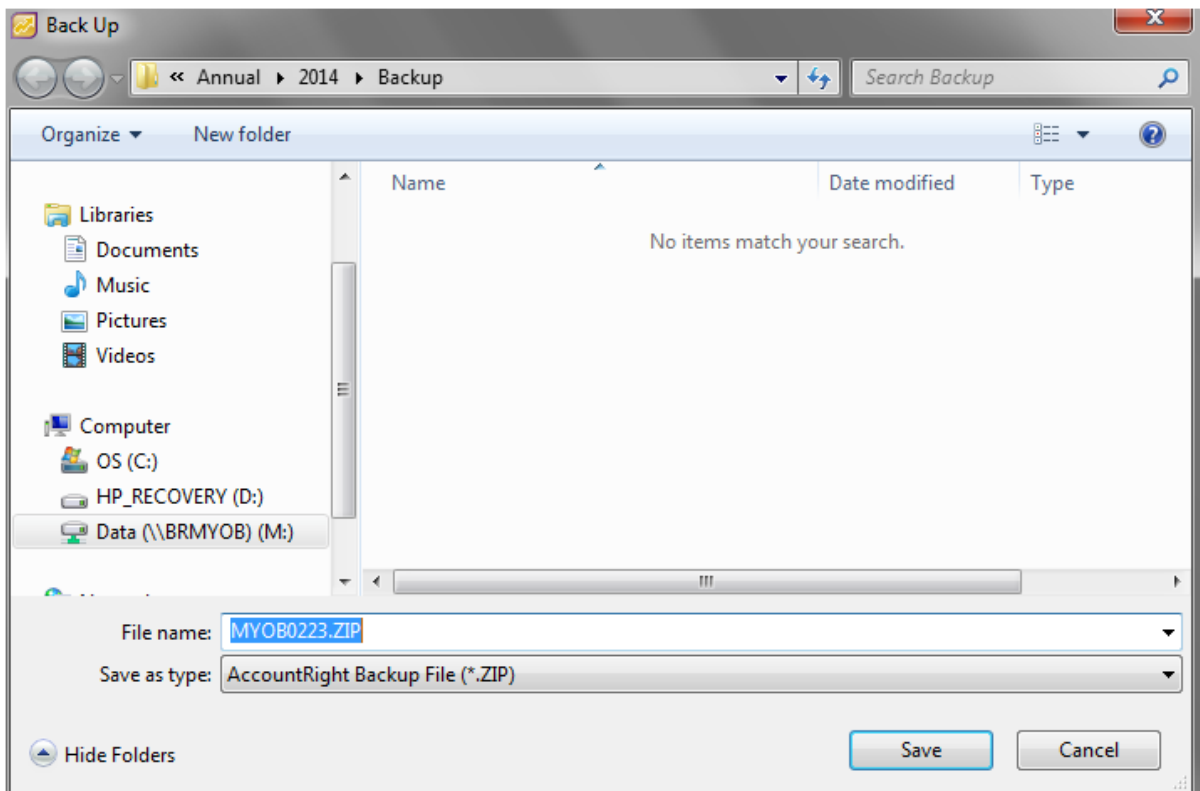 Back Up
« Annual 2014 Backup Search Backup
Organize New folder
Name Date modified Type
No items match your search.
Libraries
Documents
Music
Pictures
Videos
Computer
OS (C:)
HP_RECOVERY (D:)
Data (\\BRMYOB) (M:)
File name: MYOB0223.ZIP
Save as type: AccountRight Backup File (*.ZIP)
Hide Folders Save Cancel